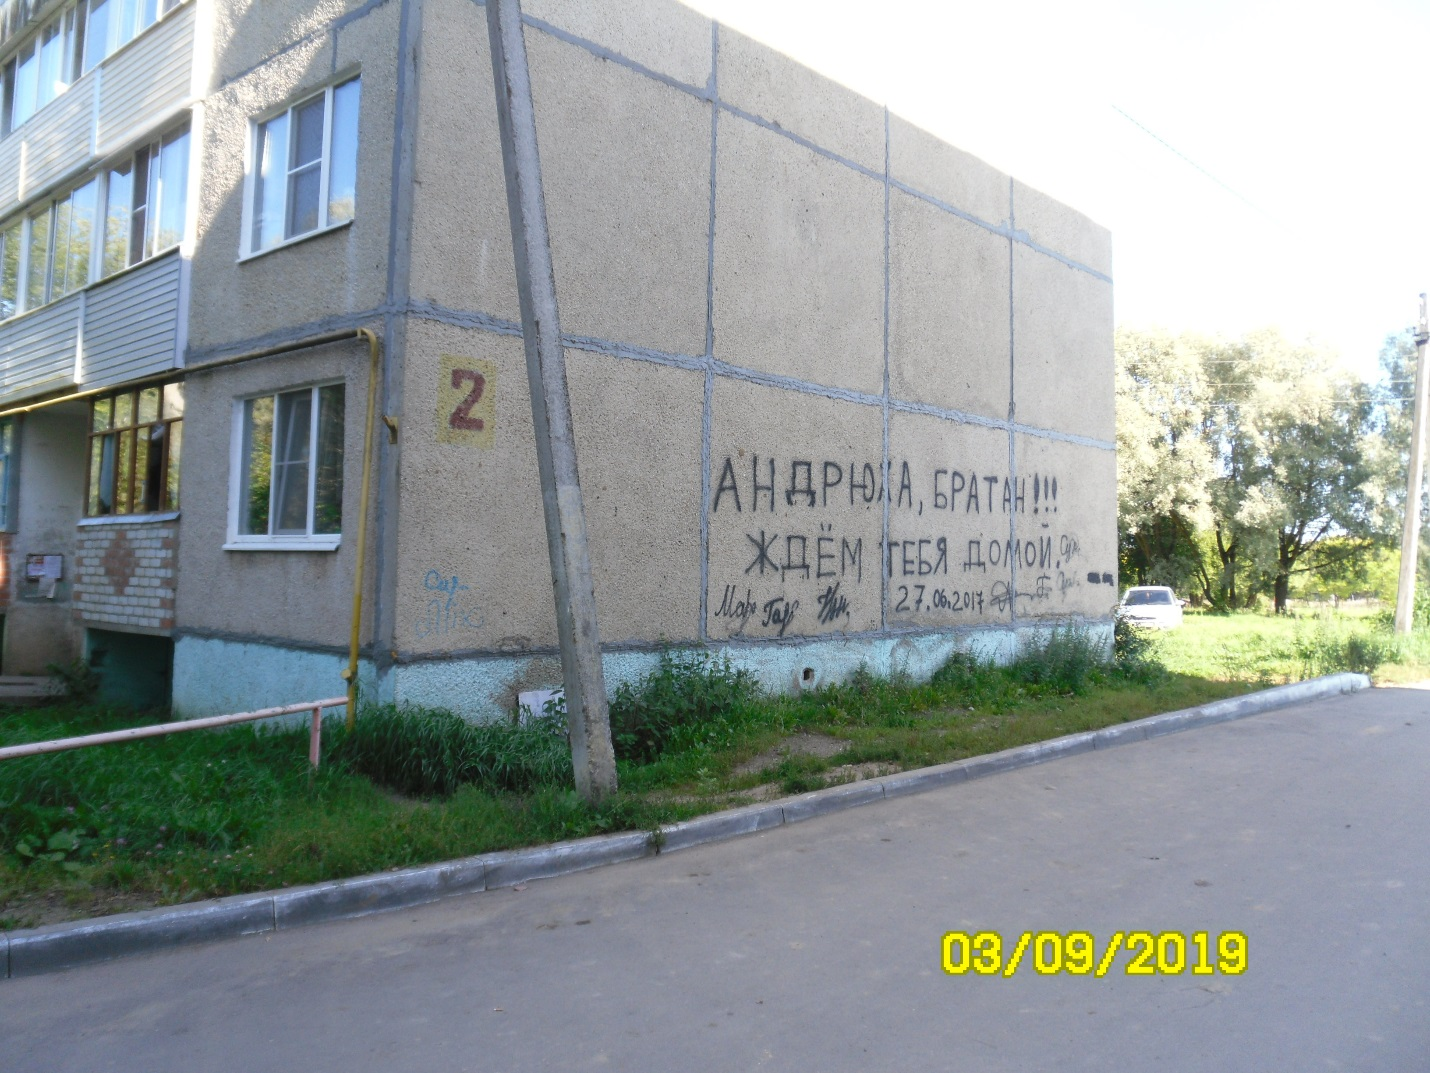 2
АНДРЮХА, БРАТАН!!!
ЖДЁМ ТЕБЯ ДОМОЙ.
27.06.2017
03/09/2019